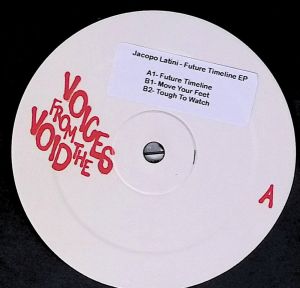 Jacopo Latini - Future Timeline EP
A1- Future Timeline
B1- Move Your Feet
B2- Tough To Watch
VOICES
FROM THE
VOID
A